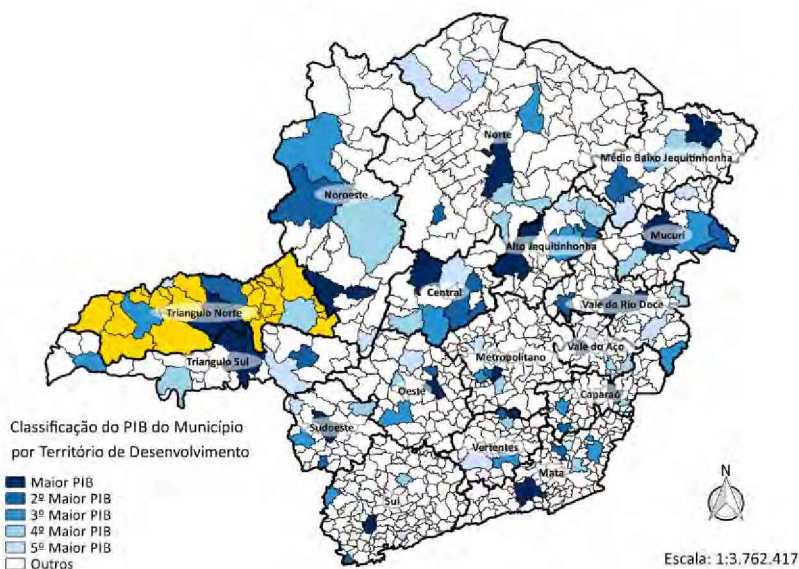 Norte
Médio Baixo Jequitinhonha
Noroeste
Mucuri
Alto Jequitinhonha
Central
Vale do Rio Doce
Triangulo Norte
Vale do Aço
Metropolitano
Triangulo Sul
Oeste
Caparaó
Sudoeste
Vertentes
Mata
Sul
Classificação do PIB do Município
por Território de Desenvolvimento
Maior PIB
2º Maior PIB
3º Maior PIB
4º Maior PIB
5º Maior PIB
Outros
N
Escala: 1:3.762.417